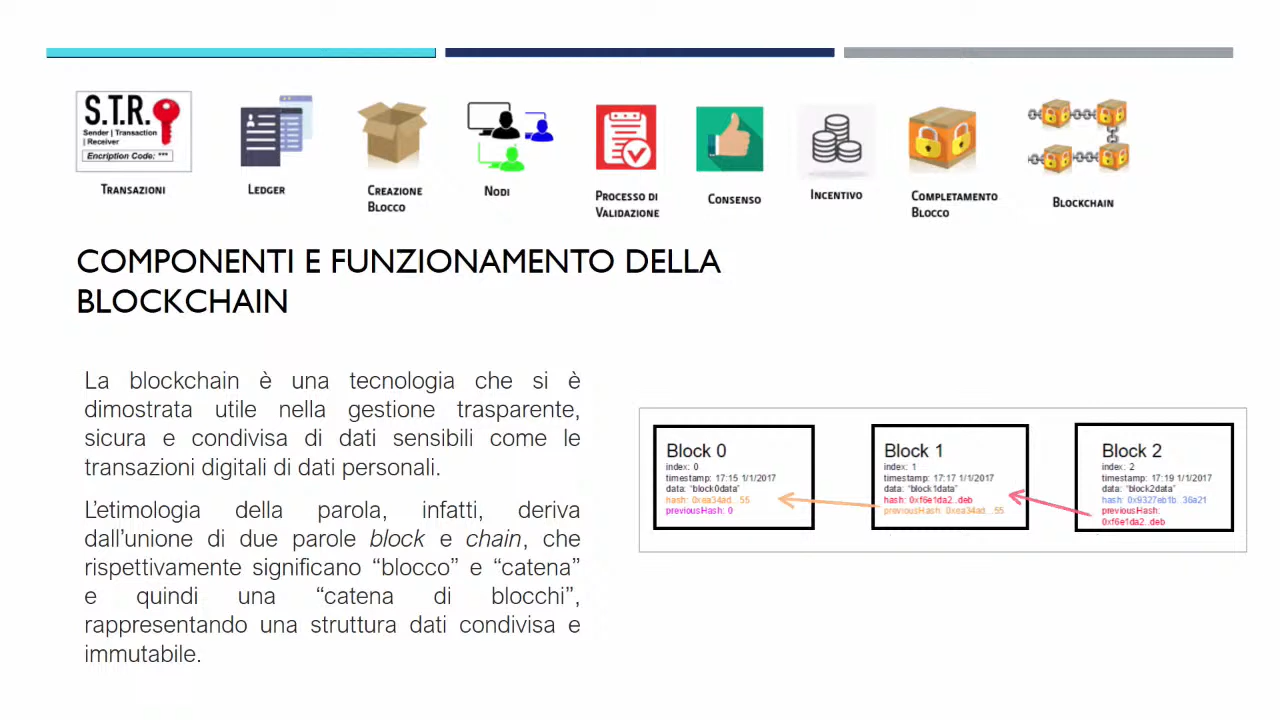 S.T.R.
Sender | Transaction
| Receiver
Encription Code: ***
Transazioni
Ledger
Creazione
Blocco
Nodi
Processo di
Validazione
Consenso
Incentivo
Completamento
Blocco
Blockchain
COMPONENTI E FUNZIONAMENTO DELLA
BLOCKCHAIN
La blockchain è una tecnologia che si è
dimostrata utile nella gestione trasparente,
sicura e condivisa di dati sensibili come le
transazioni digitali di dati personali.
L’etimologia della parola, infatti, deriva
dall’unione di due parole block e chain, che
rispettivamente significano “blocco” e “catena”
e quindi una “catena di blocchi”,
rappresentando una struttura dati condivisa e
immutabile.
Block 0
index: 0
timestamp: 17:15 1/1/2017
data: "block0data"
hash: 0xea34ad...55
previousHash: 0
Block 1
index: 1
timestamp: 17:17 1/1/2017
data: "block1data"
hash: 0xf6e1da2..deb
previousHash: 0xea34ad...55
Block 2
index: 2
timestamp: 17:19 1/1/2017
data: "block2data"
hash: 0x9327eb1b..36a21
previousHash:
0xf6e1da2..deb